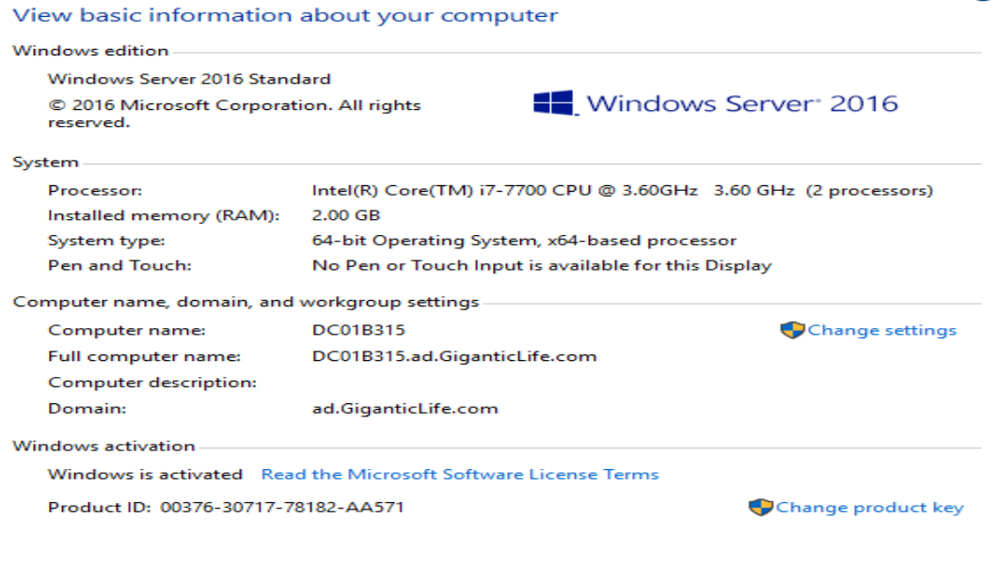 View basic information about your computer
Windows edition
Windows Server 2016 Standard
© 2016 Microsoft Corporation. All rights
reserved.
Windows Server® 2016
System
Processor: Intel(R) Core(TM) i7-7700 CPU @ 3.60GHz 3.60 GHz (2 processors)
Installed memory (RAM): 2.00 GB
System type: 64-bit Operating System, x64-based processor
Pen and Touch: No Pen or Touch Input is available for this Display
Computer name, domain, and workgroup settings
Computer name: DC01B315 Change settings
Full computer name: DC01B315.ad.GiganticLife.com
Computer description:
Domain: ad.GiganticLife.com
Windows activation
Windows is activated Read the Microsoft Software License Terms
Product ID: 00376-30717-78182-AA571 Change product key